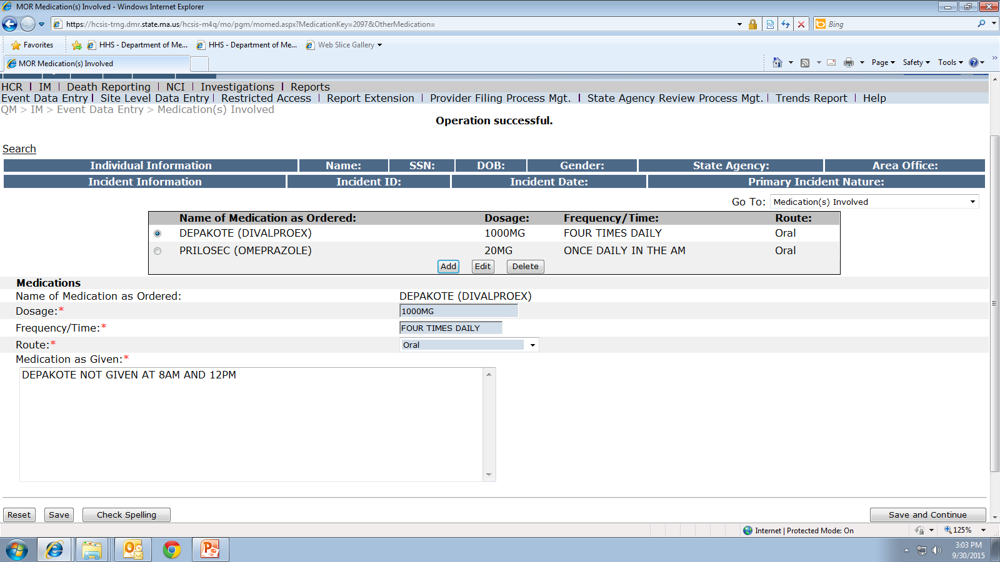 MOR Medication(s) Involved - Windows Internet Explorer
https://hcsis-trng.dmr.state.ma.us/hcsis-m4q/mo/pgm/momed.aspx?MedicationKey=2097&OtherMedication=
Bing
Favorites
HHS - Department of Me...
HHS - Department of Me...
Web Slice Gallery
MOR Medication(s) Involved
Page
Safety
Tools
HCR | IM | Death Reporting | NCI | Investigations | Reports
Event Data Entry | Site Level Data Entry | Restricted Access | Report Extension | Provider Filing Process Mgt. | State Agency Review Process Mgt. | Trends Report | Help
QM > IM > Event Data Entry > Medication(s) Involved
Operation successful.
Search
Individual Information Name: SSN: DOB: Gender: State Agency: Area Office:
Incident Information Incident ID: Incident Date: Primary Incident Nature:
Go To: Medication(s) Involved
Name of Medication as Ordered: Dosage: Frequency/Time: Route:
DEPAKOTE (DIVALPROEX) 1000MG FOUR TIMES DAILY Oral
PRILOSEC (OMEPRAZOLE) 20MG ONCE DAILY IN THE AM Oral
Add Edit Delete
Medications
Name of Medication as Ordered: DEPAKOTE (DIVALPROEX)
Dosage:* 1000MG
Frequency/Time:* FOUR TIMES DAILY
Route:* Oral
Medication as Given:*
DEPAKOTE NOT GIVEN AT 8AM AND 12PM
Reset Save Check Spelling Save and Continue
Internet | Protected Mode: On
125%
3:03 PM
9/30/2015